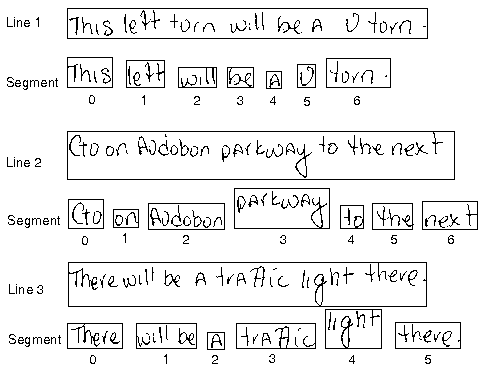 Line 1 This left turn will be A U turn.
Segment This left will be A U turn.
0 1 2 3 4 5 6
Line 2 Go on Audobon parkway to the next
Segment Go on Audobon parkway to the next
0 1 2 3 4 5 6
Line 3 There will be A traffic light there.
Segment There will be A traffic light there.
0 1 2 3 4 5